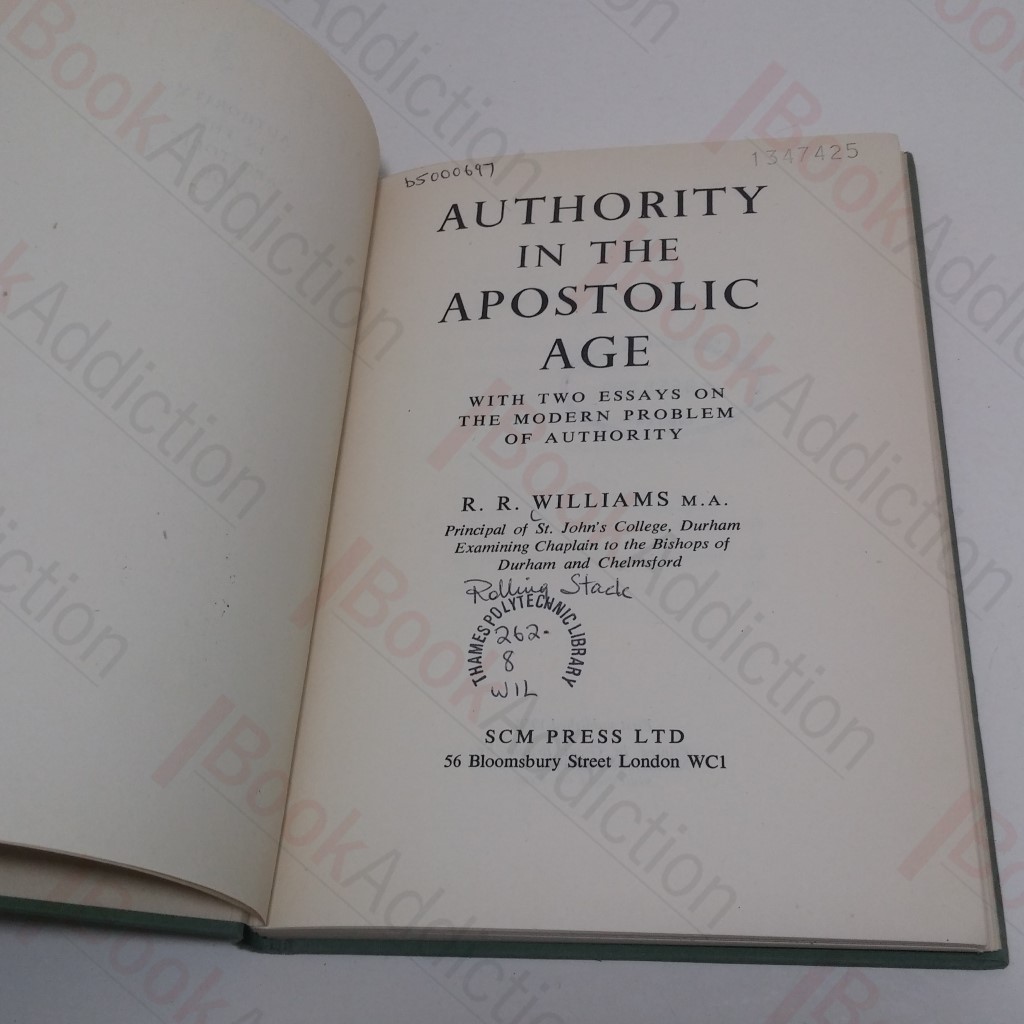 b5000697
1347425
AUTHORITY
IN THE
APOSTOLIC
AGE
WITH TWO ESSAYS ON
THE MODERN PROBLEM
OF AUTHORITY
R. R. WILLIAMS M.A.
Principal of St. John's College, Durham
Examining Chaplain to the Bishops of
Durham and Chelmsford
Rolling Stack
THAMES POLYTECHNIC LIBRARY
262.
8
WIL
SCM PRESS LTD
56 Bloomsbury Street London WC1
BookAddiction